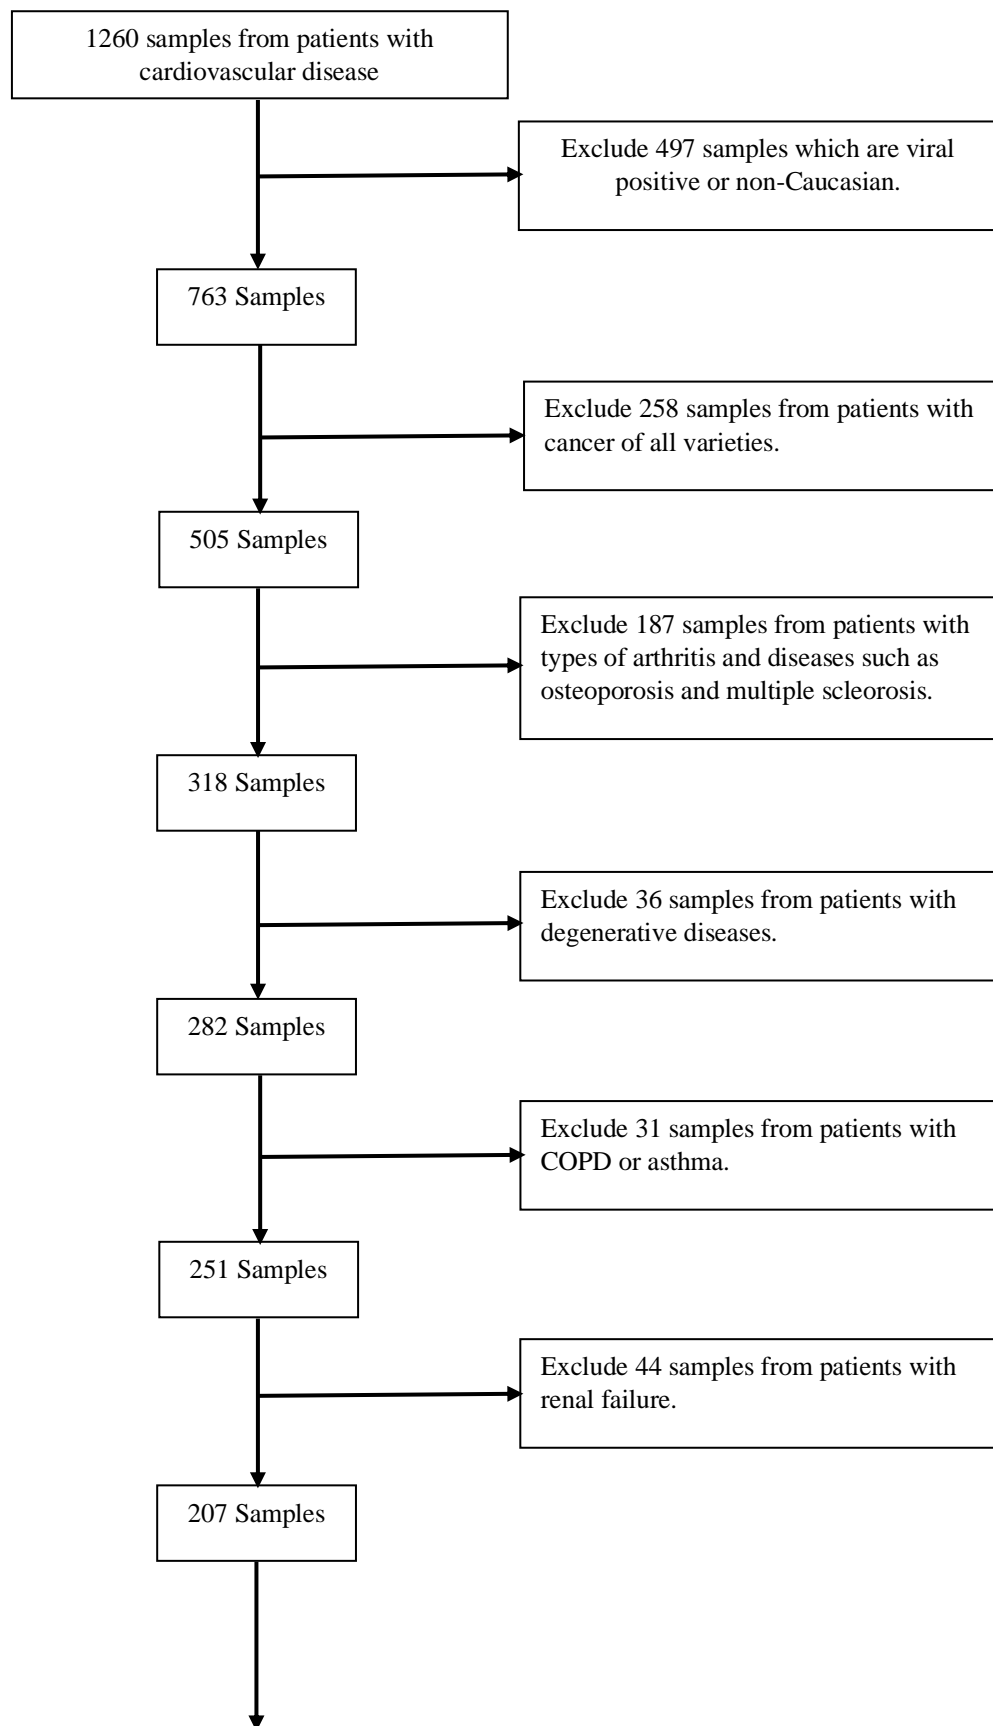 1260 samples from patients with
cardiovascular disease
Exclude 497 samples which are viral
positive or non-Caucasian.
763 Samples
Exclude 258 samples from patients with
cancer of all varieties.
505 Samples
Exclude 187 samples from patients with
types of arthritis and diseases such as
osteoporosis and multiple scleorosis.
318 Samples
Exclude 36 samples from patients with
degenerative diseases.
282 Samples
Exclude 31 samples from patients with
COPD or asthma.
251 Samples
Exclude 44 samples from patients with
renal failure.
207 Samples